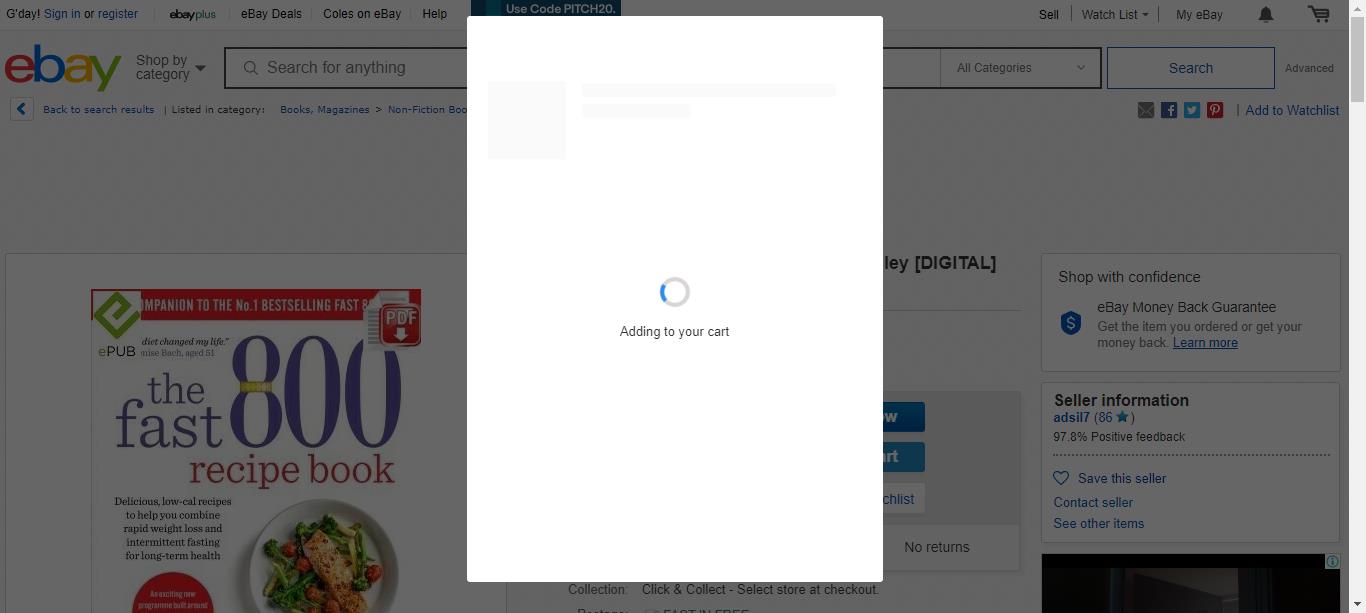 G'day! Sign in or register
ebayplus
eBay Deals
Coles on eBay
Help
Use Code PITCH20.
Sell
Watch List
My eBay
ebay
Shop by
category
Search for anything
All Categories
Search
Advanced
Back to search results | Listed in category: Books, Magazines > Non-Fiction Boo
| Add to Watchlist
ley [DIGITAL]
Adding to your cart
OMPANION TO THE No.1 BESTSELLING FAST 8
PDF
ePUB
diet changed my life."
mise Bach, aged 51
the
fast 800
recipe book
Delicious, low-cal recipes
to help you combine
rapid weight loss and
intermittent fasting
for long-term health
An exciting new
programme built around
w
rt
chlist
No returns
Collection: Click & Collect - Select store at checkout.
Postage: FAST IN FREE
Shop with confidence
eBay Money Back Guarantee
Get the item you ordered or get your
money back. Learn more
Seller information
adsil7 (86 )
97.8% Positive feedback
Save this seller
Contact seller
See other items